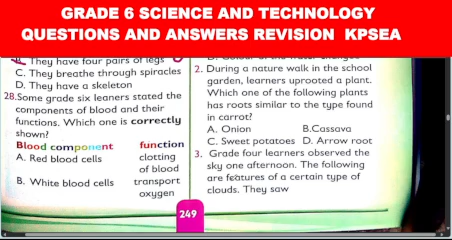 GRADE 6 SCIENCE AND TECHNOLOGY
QUESTIONS AND ANSWERS REVISION KPSEA
They have four pairs of legs
C. They breathe through spiracles
D. They have a skeleton
28.Some grade six leaners stated the
components of blood and their
functions. Which one is correctly
shown?
Blood component function
A. Red blood cells clotting
of blood
B. White blood cells transport
oxygen
2. During a nature walk in the school
garden, learners uprooted a plant.
Which one of the following plants
has roots similar to the type found
in carrot?
A. Onion B.Cassava
C. Sweet potatoes D. Arrow root
3. Grade four learners observed the
sky one afternoon. The following
are features of a certain type of
clouds. They saw
249